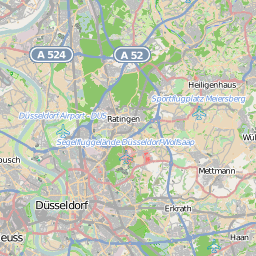 A 524
A 52
Heiligenhaus
Sportflugplatz Meiersberg
Düsseldorf Airport - DUS
Ratingen
Segelfluggelände Düsseldorf-Wolfsaap
Mettmann
Düsseldorf
Erkrath
Haan